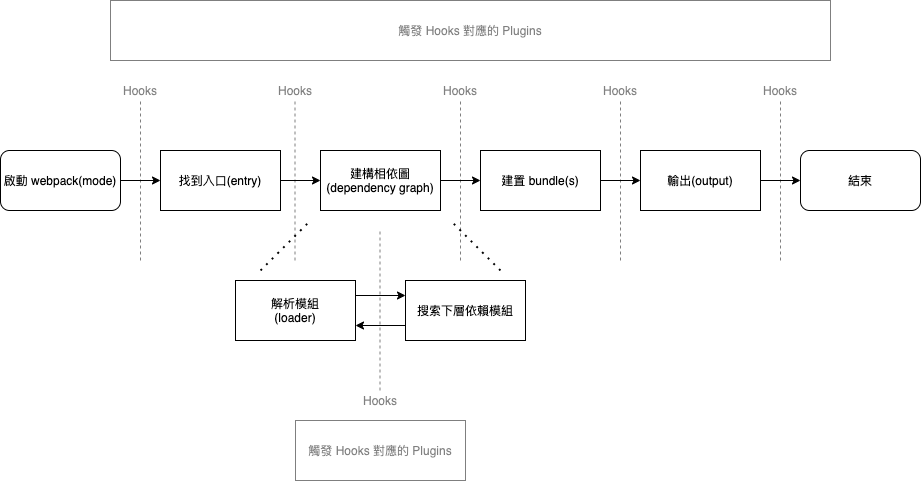 觸發 Hooks 對應的 Plugins
Hooks
Hooks
Hooks
Hooks
Hooks
啟動 webpack(mode)
找到入口(entry)
建構相依圖
(dependency graph)
建置 bundle(s)
輸出(output)
結束
解析模組
(loader)
搜索下層依賴模組
Hooks
觸發 Hooks 對應的 Plugins